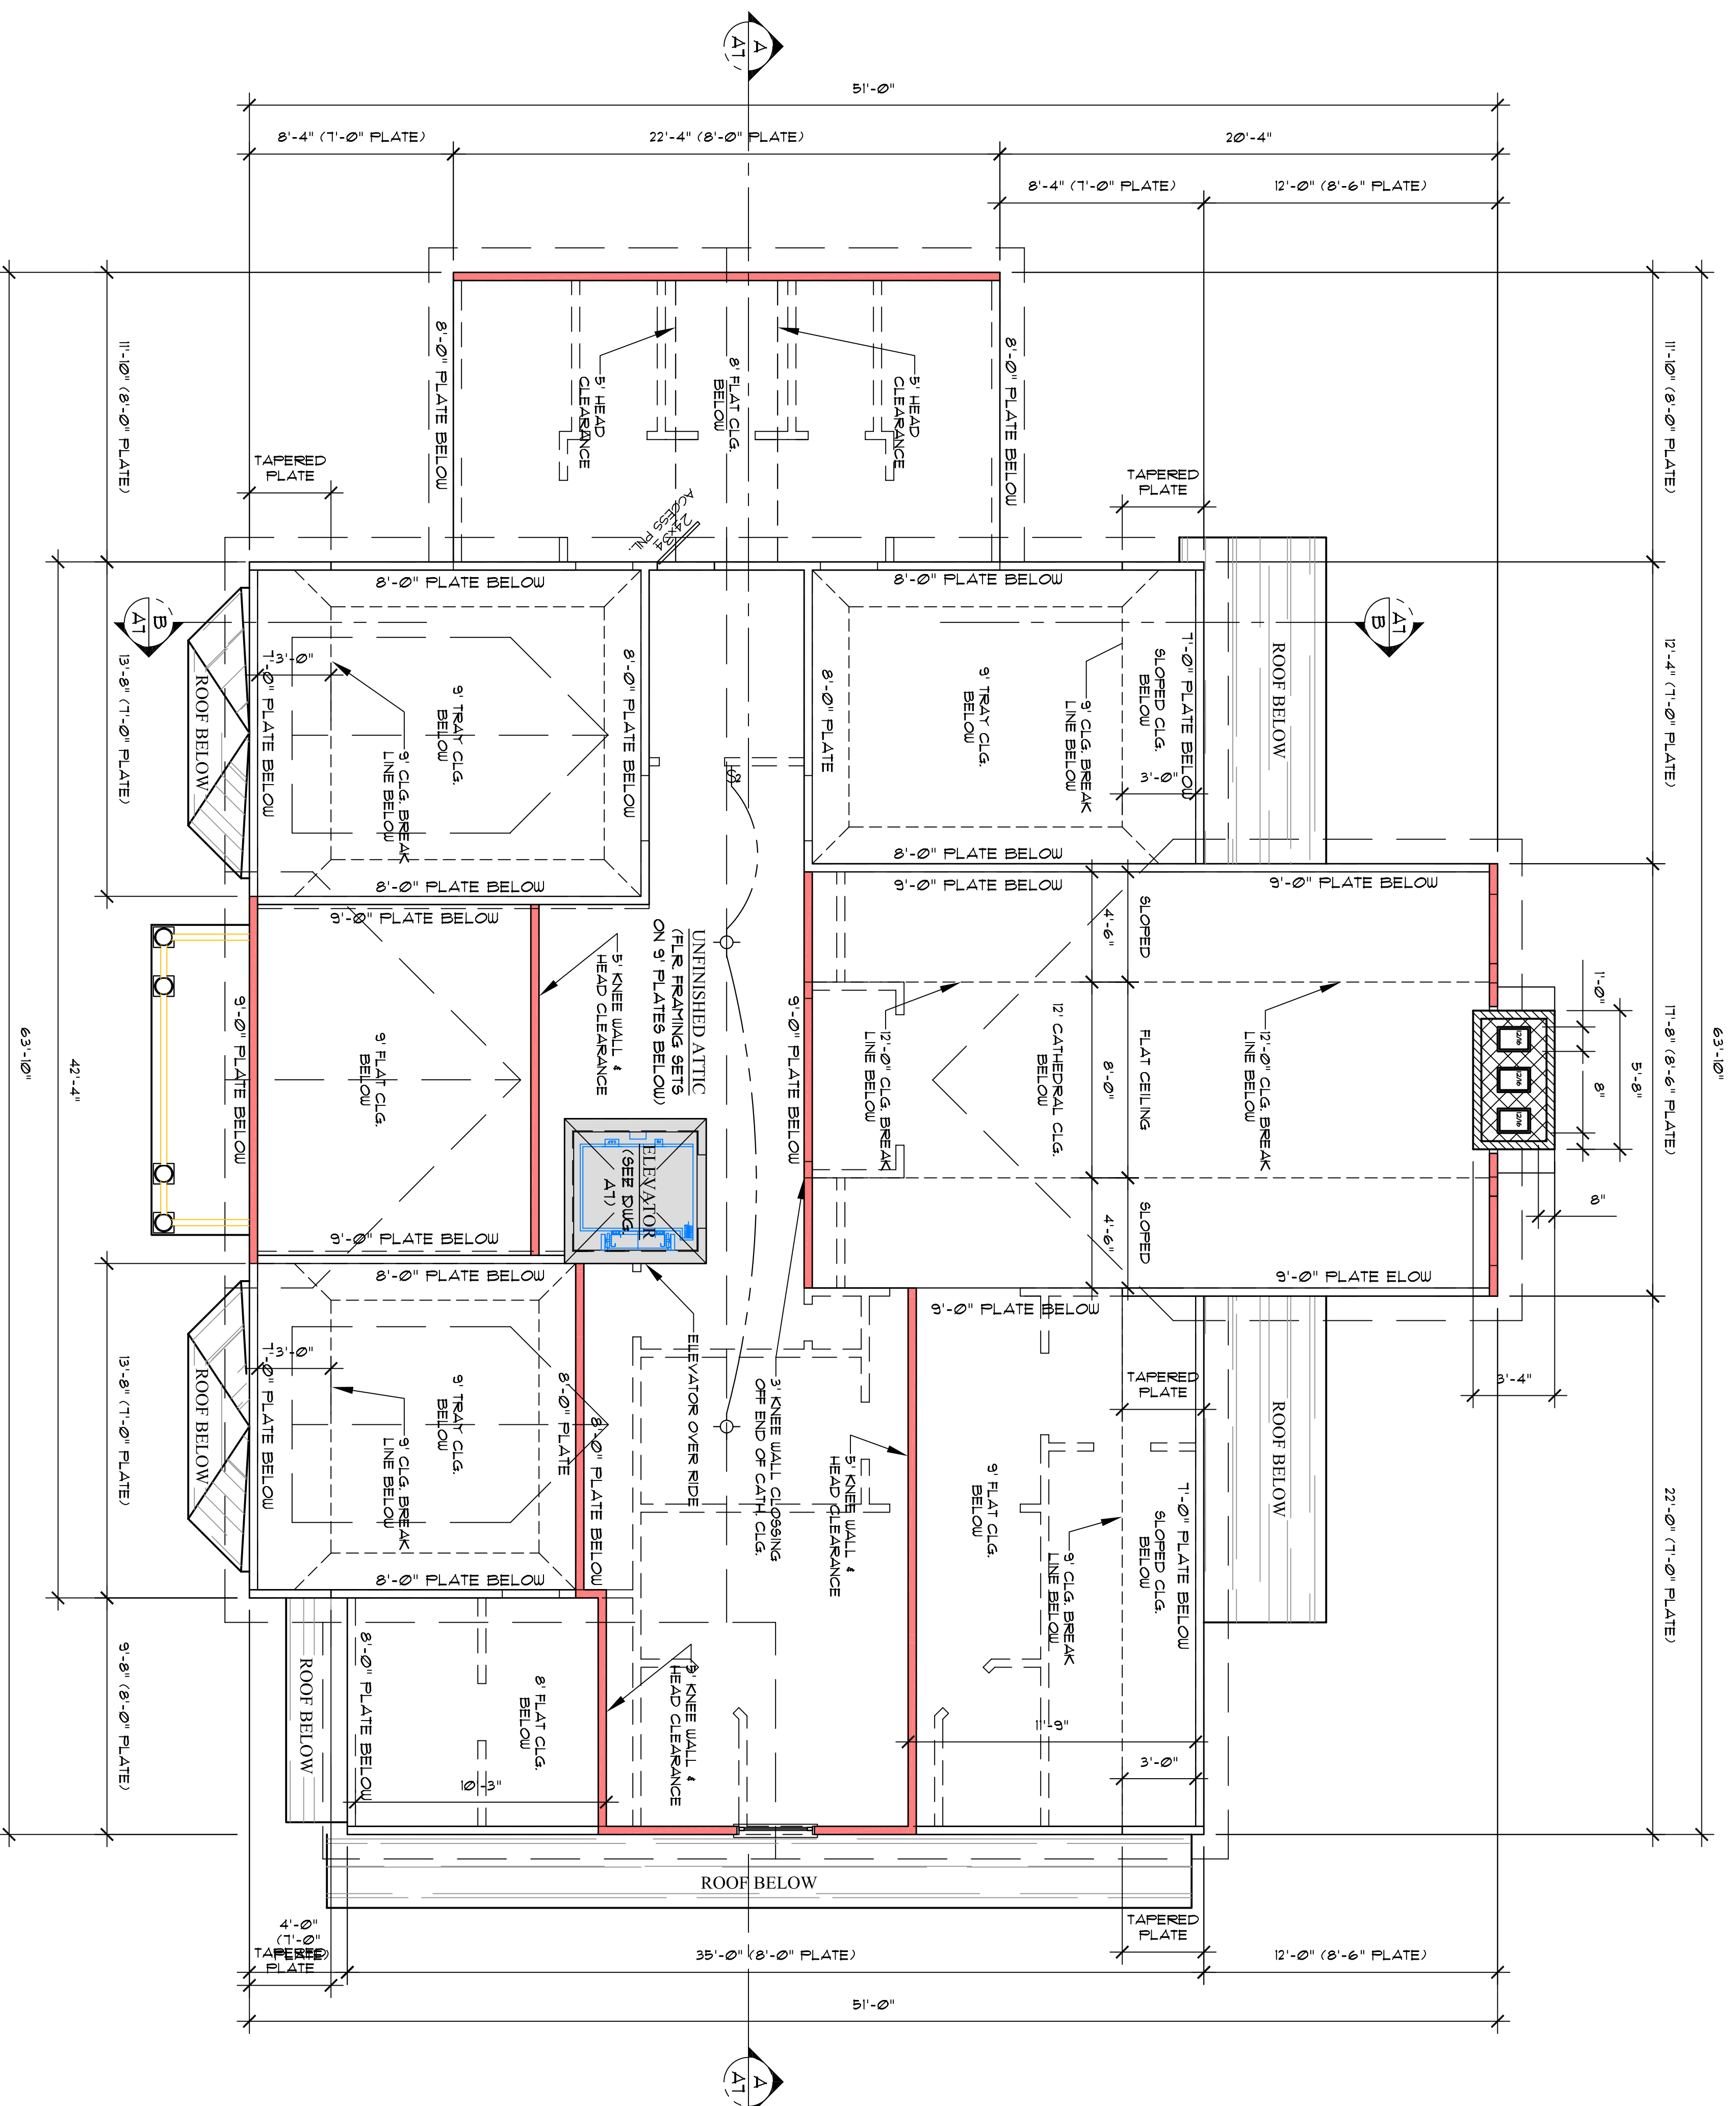 A
A7
51'-0"
8'-4" (7'-0" PLATE)
22'-4" (8'-0" PLATE)
20'-4"
8'-4" (7'-0" PLATE)
12'-0" (8'-6" PLATE)
11'-10" (8'-0" PLATE)
8'-0" PLATE BELOW
5' HEAD
CLEARANCE
8' FLAT CLG.
BELOW
5' HEAD
CLEARANCE
8'-0" PLATE BELOW
11'-10" (8'-0" PLATE)
TAPERED
PLATE
TAPERED
PLATE
24x34
ACCESS PNL.
8'-0" PLATE BELOW
8'-0" PLATE BELOW
B
A7
A7
B
13'-8" (7'-0" PLATE)
ROOF BELOW
7'-0" PLATE BELOW
3'-0"
9' CLG. BREAK
LINE BELOW
9' TRAY CLG.
BELOW
8'-0" PLATE BELOW
8'-0" PLATE
9' TRAY CLG.
BELOW
9' CLG. BREAK
LINE BELOW
SLOPED CLG.
BELOW
7'-0" PLATE BELOW
3'-0"
ROOF BELOW
12'-4" (7'-0" PLATE)
8'-0" PLATE BELOW
8'-0" PLATE BELOW
9'-0" PLATE BELOW
9'-0" PLATE BELOW
9'-0" PLATE BELOW
63'-10"
42'-4"
9'-0" PLATE BELOW
9' FLAT CLG.
BELOW
5' KNEE WALL &
HEAD CLEARANCE
UNFINISHED ATTIC
(FLR. FRAMING SETS
ON 9' PLATES BELOW)
9'-0" PLATE BELOW
12'-0" CLG. BREAK
LINE BELOW
12' CATHEDRAL CLG.
BELOW
4'-6"
8'-0"
4'-6"
SLOPED
FLAT CEILING
SLOPED
12'-0" CLG. BREAK
LINE BELOW
12/16
12/16
12/16
1'-0"
8"
5'-8"
8"
3'-4"
17'-8" (8'-6" PLATE)
63'-10"
ELEVATOR
(SEE DWG
A7)
9'-0" PLATE BELOW
8'-0" PLATE BELOW
9'-0" PLATE ELOW
9'-0" PLATE BELOW
13'-8" (7'-0" PLATE)
ROOF BELOW
7'-0" PLATE BELOW
3'-0"
9' CLG. BREAK
LINE BELOW
9' TRAY CLG.
BELOW
8'-0" PLATE
8'-0" PLATE BELOW
ELEVATOR OVER RIDE
3' KNEE WALL CLOSSING
OFF END OF CATH. CLG.
5' KNEE WALL &
HEAD CLEARANCE
9' FLAT CLG.
BELOW
9' CLG. BREAK
LINE BELOW
TAPERED
PLATE
SLOPED CLG.
BELOW
7'-0" PLATE BELOW
ROOF BELOW
22'-0" (7'-0" PLATE)
8'-0" PLATE BELOW
9'-8" (8'-0" PLATE)
ROOF BELOW
8'-0" PLATE BELOW
10'-3"
8' FLAT CLG.
BELOW
5' KNEE WALL &
HEAD CLEARANCE
11'-9"
3'-0"
ROOF BELOW
4'-0"
(7'-0"
PLATE)
TAPERED
PLATE
35'-0" (8'-0" PLATE)
TAPERED
PLATE
12'-0" (8'-6" PLATE)
51'-0"
A
A7